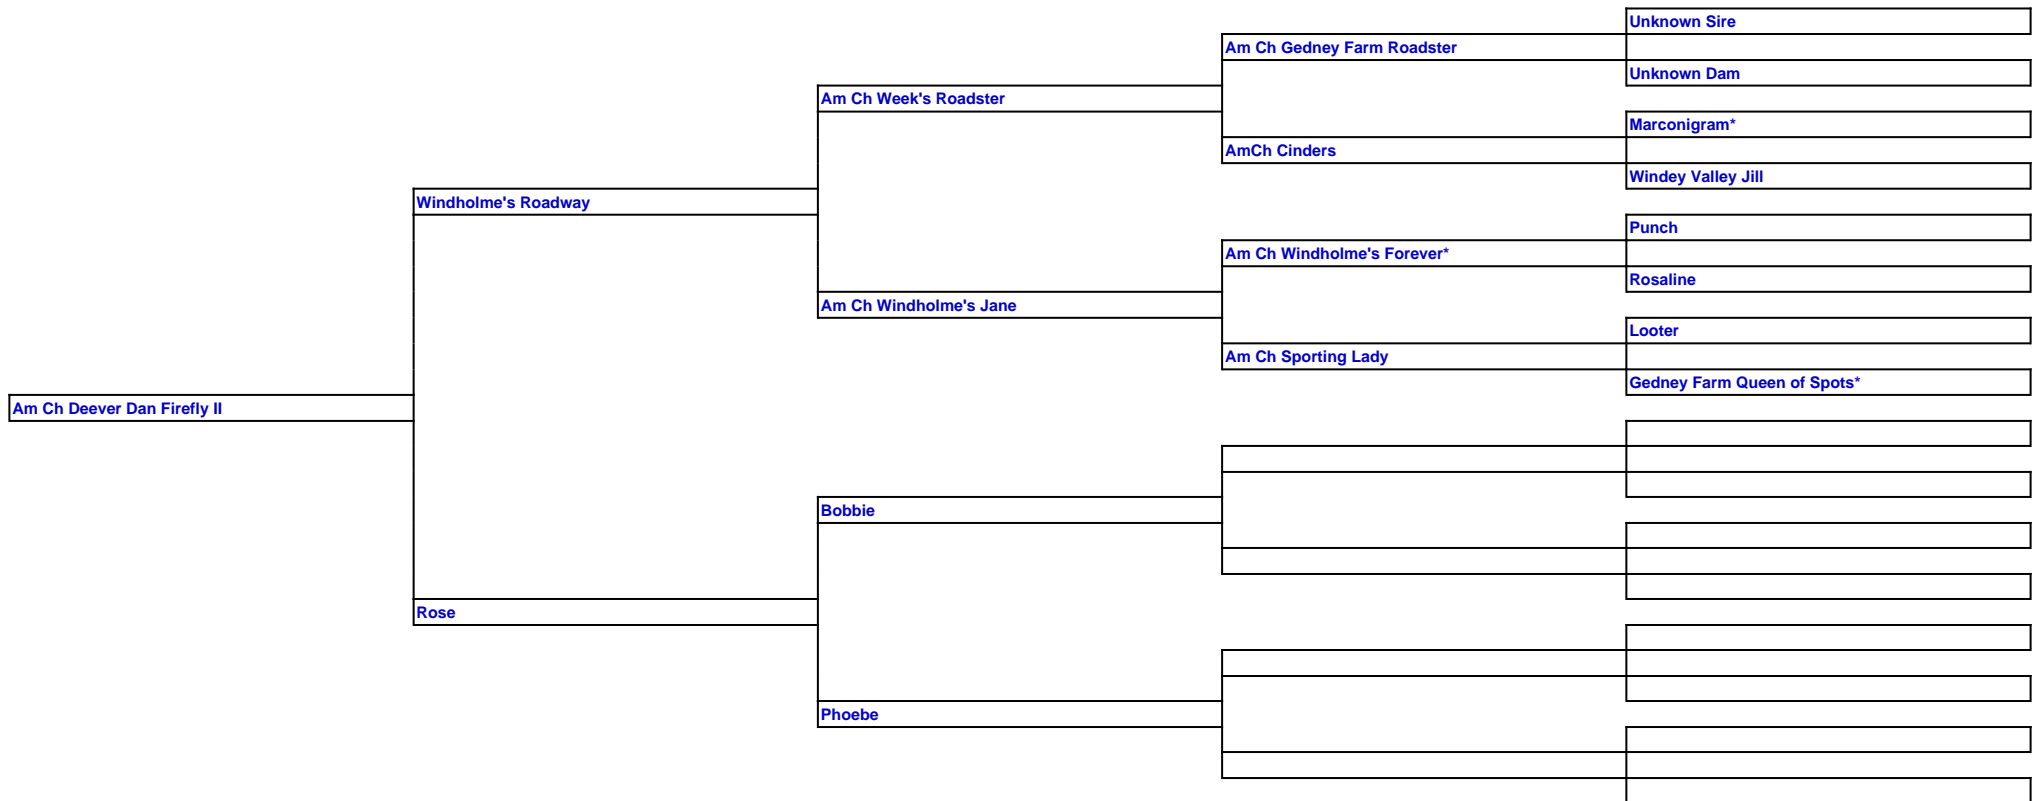 Unknown Sire
Am Ch Gedney Farm Roadster
Unknown Dam
Am Ch Week's Roadster
Marconigram*
AmCh Cinders
Windey Valley Jill
Windholme's Roadway
Punch
Am Ch Windholme's Forever*
Rosaline
Am Ch Windholme's Jane
Looter
Am Ch Sporting Lady
Gedney Farm Queen of Spots*
Am Ch Deever Dan Firefly II
Bobbie
Rose
Phoebe